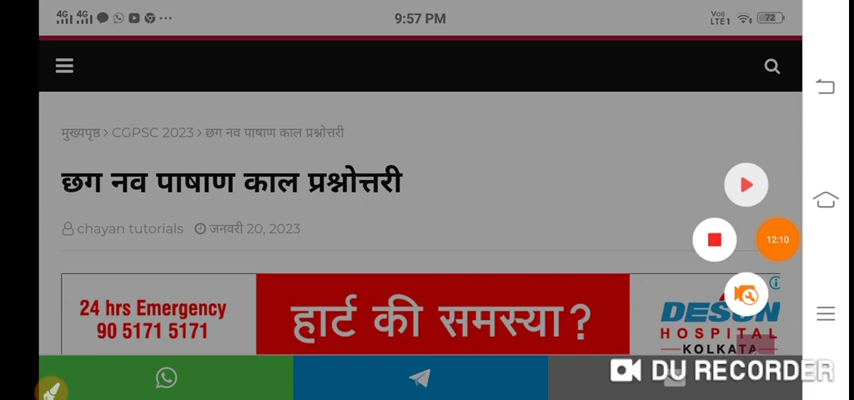 4G 4G 9:57 PM Vo) LTE1 72
मुख्यपृष्ठ > CGPSC 2023 > छग नव पाषाण काल प्रश्नोत्तरी
छग नव पाषाण काल प्रश्नोत्तरी
chayan tutorials जनवरी 20, 2023
12:10
24 hrs Emergency
90 5171 5171
हार्ट की समस्या?
DESUN
HOSPITAL
KOLKATA
DU RECORDER